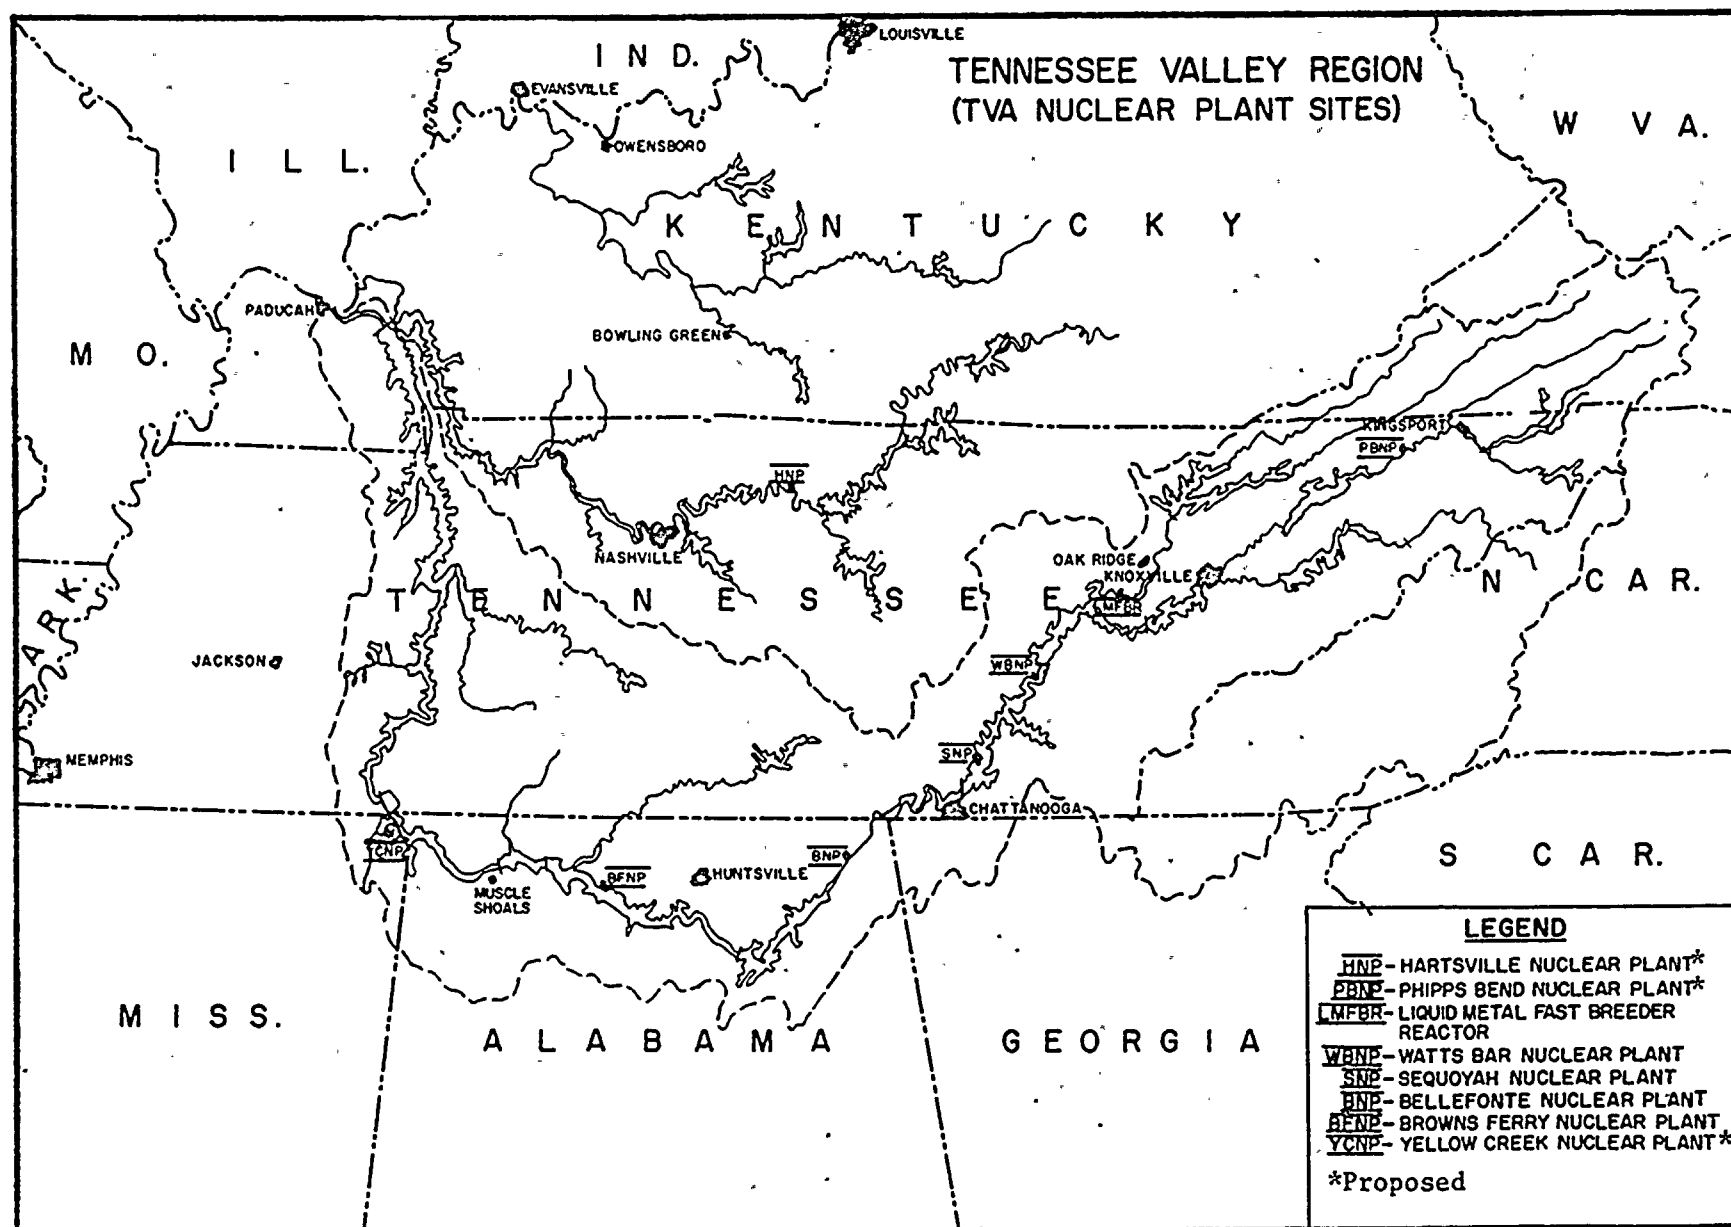 TENNESSEE VALLEY REGION
(TVA NUCLEAR PLANT SITES)
LOUISVILLE
IND.
EVANSVILLE
W VA.
OWENSBORO
ILL.
KENTUCKY
PADUCAH
BOWLING GREEN
MO.
KINGSPORT
PBNP
HNP
NASHVILLE
OAK RIDGE
KNOXVILLE
N CAR.
TENNESSEE
LMFBR
ARK.
JACKSON
WBNP
MEMPHIS
SNP
CHATTANOOGA
YCNP
BNP
S CAR.
BFNP
HUNTSVILLE
MUSCLE
SHOALS
MISS.
ALABAMA
GEORGIA
LEGEND
HNP-HARTSVILLE NUCLEAR PLANT*
PBNP-PHIPPS BEND NUCLEAR PLANT*
LMFBR-LIQUID METAL FAST BREEDER
REACTOR
WBNP-WATTS BAR NUCLEAR PLANT
SNP-SEQUOYAH NUCLEAR PLANT
BNP-BELLEFONTE NUCLEAR PLANT
BFNP-BROWNS FERRY NUCLEAR PLANT
YCNP-YELLOW CREEK NUCLEAR PLANT*
*Proposed